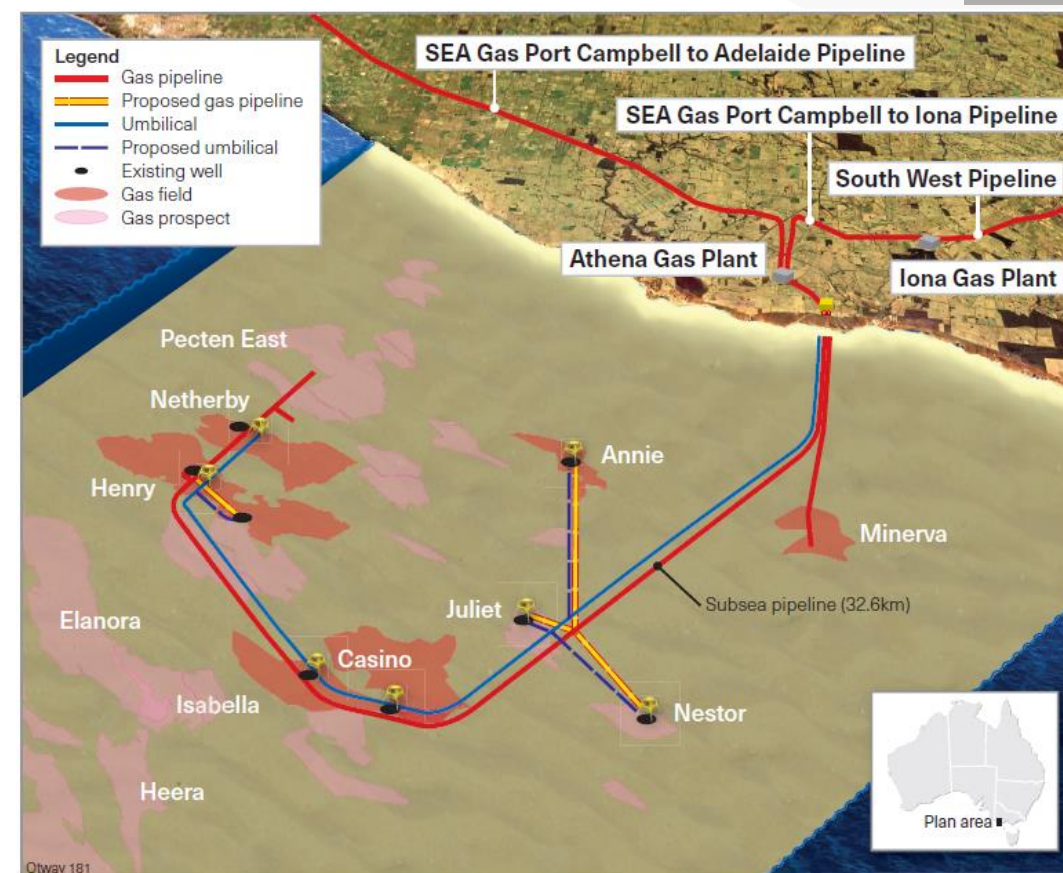 Legend
Gas pipeline
Proposed gas pipeline
Umbilical
Proposed umbilical
Existing well
Gas field
Gas prospect
SEA Gas Port Campbell to Adelaide Pipeline
SEA Gas Port Campbell to Iona Pipeline
South West Pipeline
Athena Gas Plant
Iona Gas Plant
Pecten East
Netherby
Annie
Henry
Minerva
Juliet
Subsea pipeline (32.6km)
Elanora
Casino
Isabella
Nestor
Heera
Plan area
Otway 181